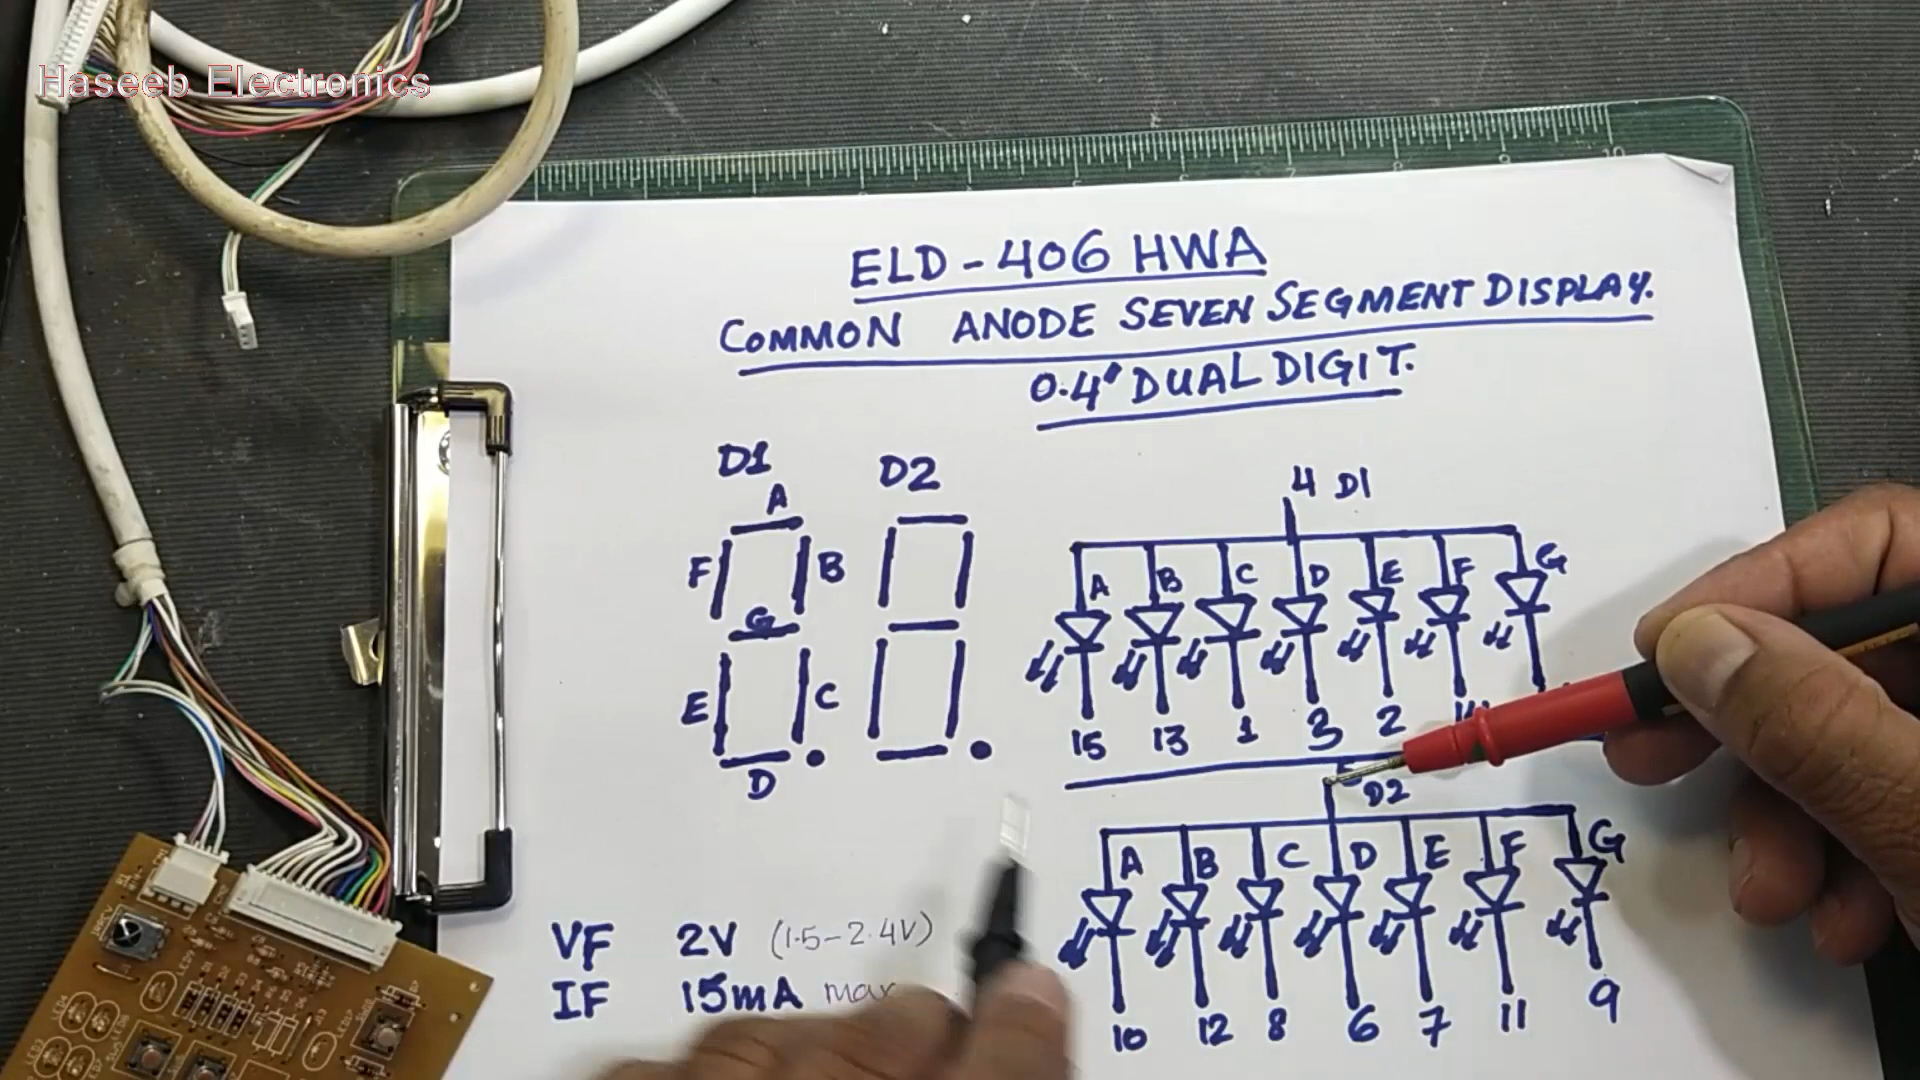 Haseeb Electronics
ELD-406 HWA
COMMON ANODE SEVEN SEGMENT DISPLAY.
0.4" DUAL DIGIT.
D1 D2
A
F B
G
E C
D
4 D1
A B C D E F G
15 13 1 3 2
5 D2
A B C D E F G
10 12 8 6 7 11 9
VF 2V (1.5-2.4V)
IF 15mA max